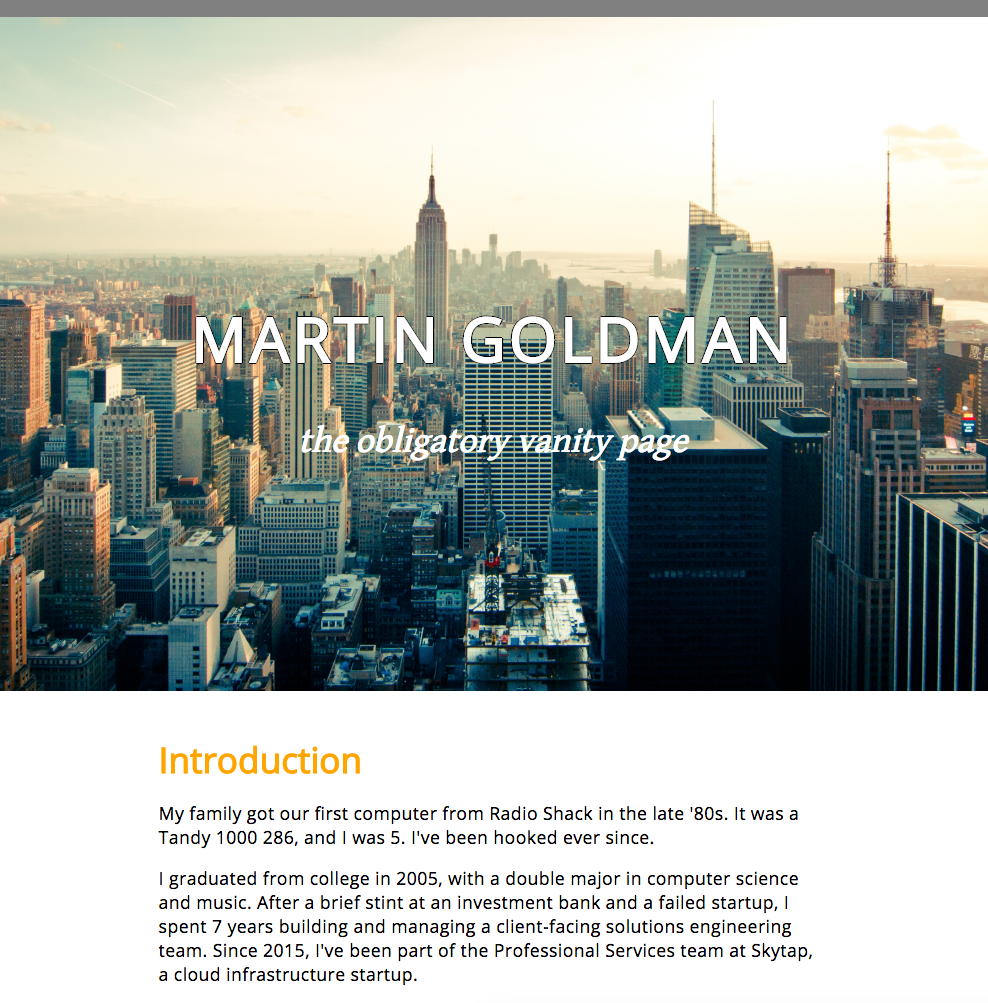 MARTIN GOLDMAN
the obligatory vanity page
Introduction
My family got our first computer from Radio Shack in the late '80s. It was a
Tandy 1000 286, and I was 5. I've been hooked ever since.
I graduated from college in 2005, with a double major in computer science
and music. After a brief stint at an investment bank and a failed startup, I
spent 7 years building and managing a client-facing solutions engineering
team. Since 2015, I've been part of the Professional Services team at Skytap,
a cloud infrastructure startup.